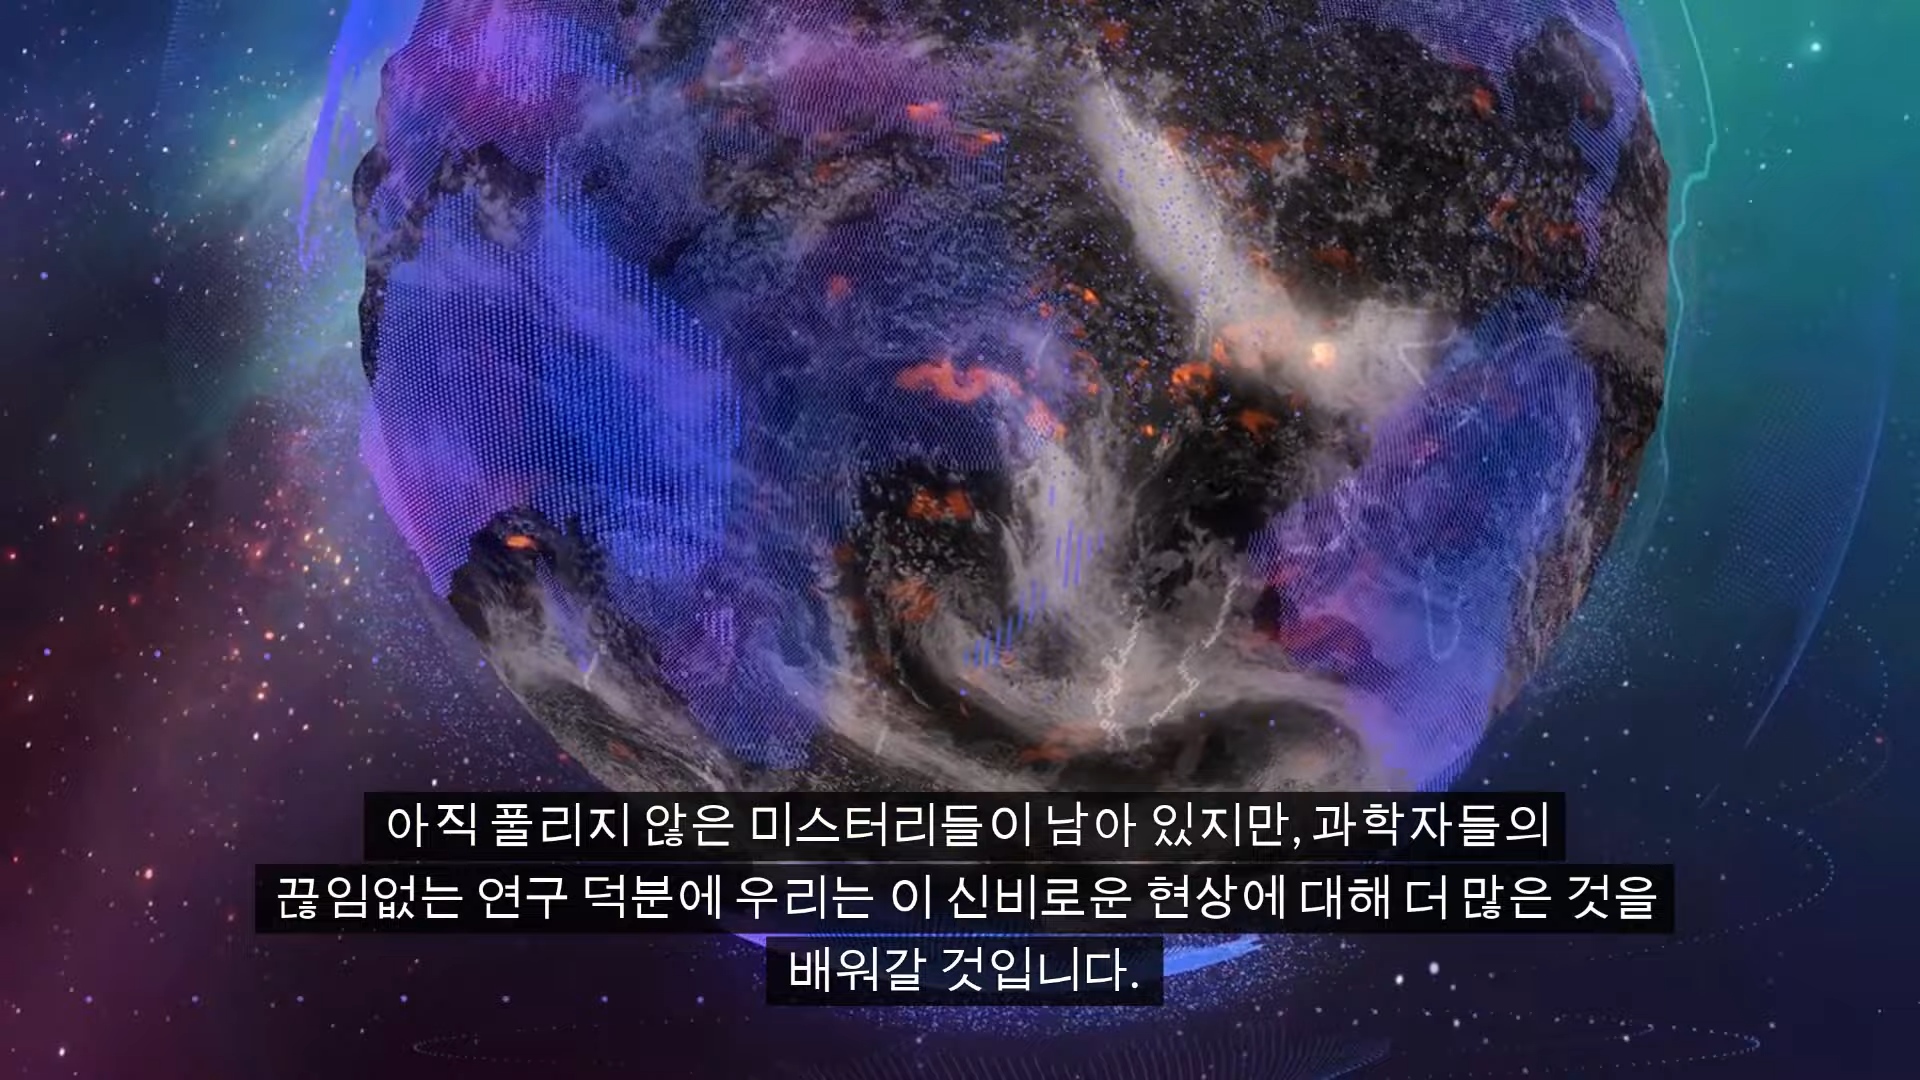 아직 풀리지 않은 미스터리들이 남아 있지만, 과학자들의
끊임없는 연구 덕분에 우리는 이 신비로운 현상에 대해 더 많은 것을
배워갈 것입니다.